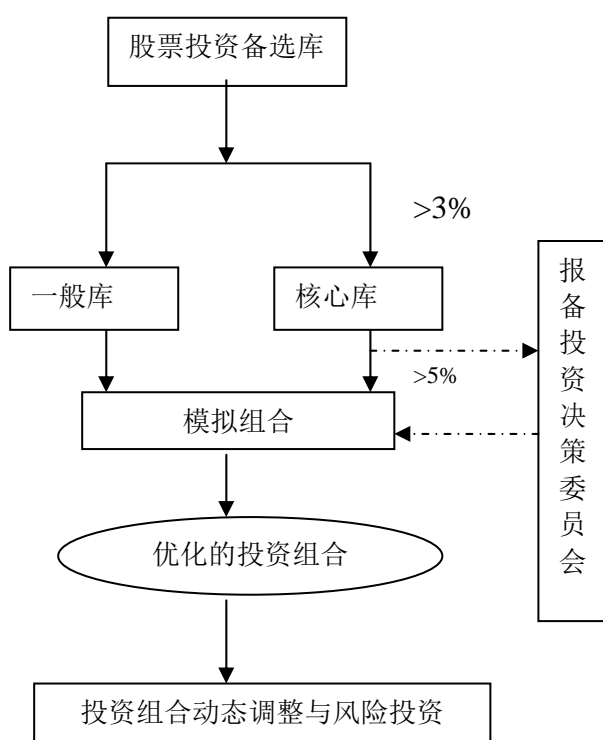 股票投资备选库
>3%
一般库
核心库
>5%
模拟组合
报备投资决策委员会
优化的投资组合
投资组合动态调整与风险投资